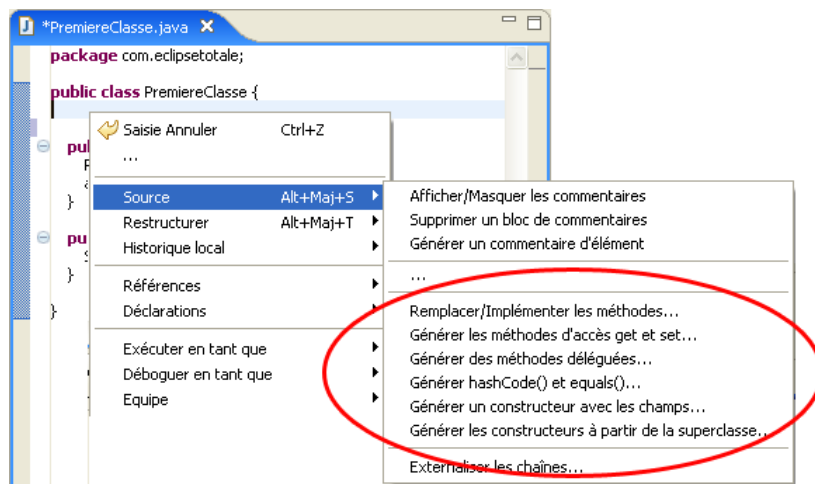 *PremiereClasse.java
package com.eclipsetotale;
public class PremiereClasse {
Saisie Annuler Ctrl+Z
...
Source Alt+Maj+S
Restructurer Alt+Maj+T
Historique local
Références
Déclarations
Exécuter en tant que
Déboguer en tant que
Equipe
}
}
}
Afficher/Masquer les commentaires
Supprimer un bloc de commentaires
Générer un commentaire d'élément
...
Remplacer/Implémenter les méthodes...
Générer les méthodes d'accès get et set...
Générer des méthodes déléguées...
Générer hashCode() et equals()...
Générer un constructeur avec les champs...
Générer les constructeurs à partir de la superclasse..
Externaliser les chaînes...